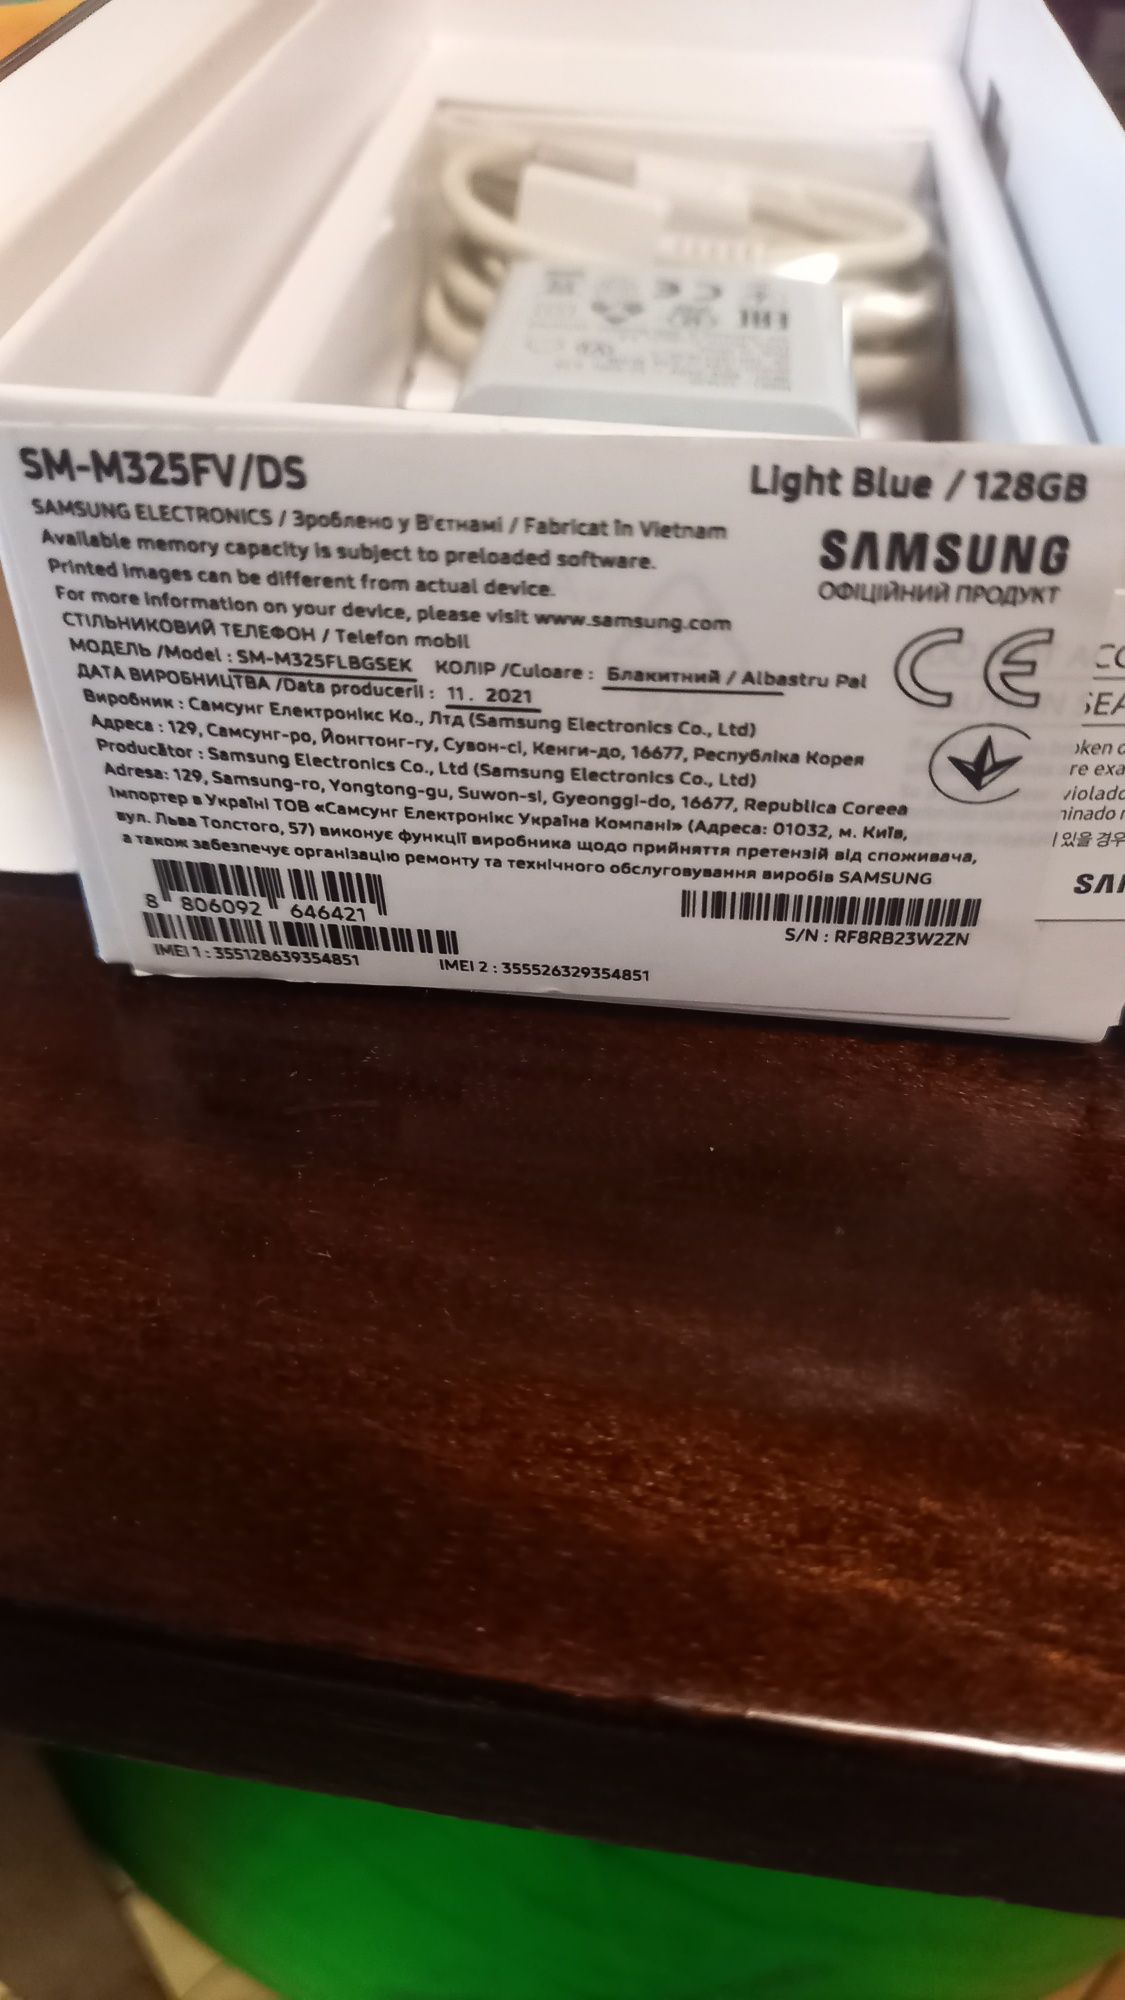 SM-M325FV/DS
Light Blue / 128GB
SAMSUNG ELECTRONICS / Зроблено у В'єтнамі / Fabricat în Vietnam
Available memory capacity is subject to preloaded software.
Printed images can be different from actual device.
For more information on your device, please visit www.samsung.com
SAMSUNG
ОФІЦІЙНИЙ ПРОДУКТ
СТІЛЬНИКОВИЙ ТЕЛЕФОН / Telefon mobil
МОДЕЛЬ /Model : SM-M325FLBGSEK КОЛІР /Culoare : Блакитний / Albastru Pal
ДАТА ВИРОБНИЦТВА /Data producerii : 11. 2021
CE
Виробник : Самсунг Електронікс Ко., Лтд (Samsung Electronics Co., Ltd)
Адреса : 129, Самсунг-ро, Йонгтонг-гу, Сувон-сі, Кенги-до, 16677, Республіка Корея
Producător : Samsung Electronics Co., Ltd (Samsung Electronics Co., Ltd)
Adresa: 129, Samsung-ro, Yongtong-gu, Suwon-si, Gyeonggi-do, 16677, Republica Coreea
Імпортер в Україні ТОВ «Самсунг Електронікс Україна Компані» (Адреса: 01032, м. Київ,
вул. Льва Толстого, 57) виконує функції виробника щодо прийняття претензій від споживача,
а також забезпечує організацію ремонту та технічного обслуговування виробів SAMSUNG
8 806092 646421
S/N : RF8RB23W2ZN
IMEI 1 : 355128639354851
IMEI 2 : 355526329354851